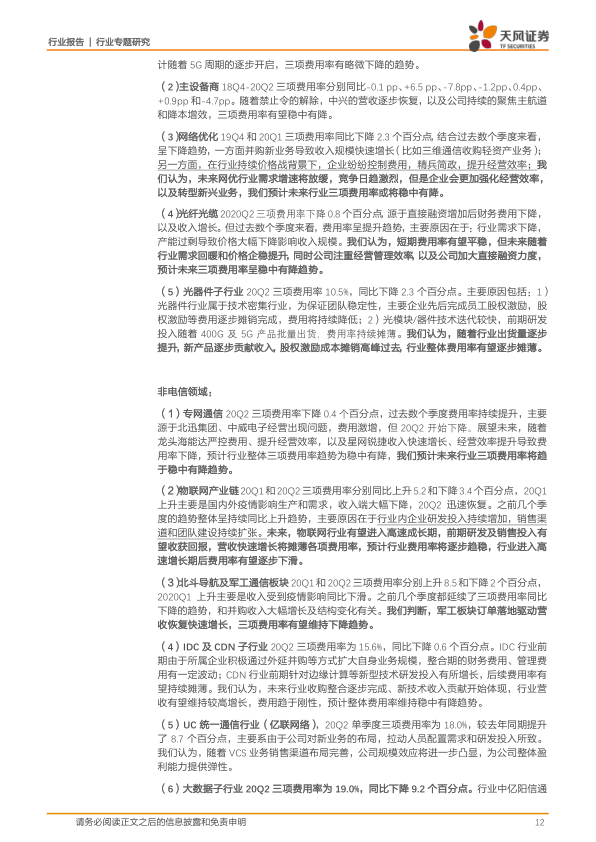 行业报告 | 行业专题研究
天风证券
TF SECURITIES
计随着 5G 周期的逐步开启，三项费用率有略微下降的趋势。
（2）主设备商 18Q4-20Q2 三项费用率分别同比-0.1 pp、+6.5 pp、-7.8pp、-1.2pp、0.4pp、
+0.9pp 和-4.7pp。随着禁止令的解除，中兴的营收逐步恢复，以及公司持续的聚焦主航道
和降本增效，三项费用率有望稳中有降。
（3）网络优化 19Q4 和 20Q1 三项费用率同比下降 2.3 个百分点，结合过去数个季度来看，
呈下降趋势，一方面并购新业务导致收入规模快速增长（比如三维通信收购轻资产业务）；
另一方面，在行业持续价格战背景下，企业纷纷控制费用，精兵简政，提升经营效率；我
们认为，未来网优行业需求增速将放缓，竞争日趋激烈，但是企业会更加强化经营效率，
以及转型新兴业务，我们预计未来行业三项费用率或将稳中有降。
（4）光纤光缆 2020Q2 三项费用率下降 0.8 个百分点，源于直接融资增加后财务费用下降，
以及收入增长。但过去数个季度来看，费用率呈提升趋势，主要原因在于：行业需求下降，
产能过剩导致价格大幅下降影响收入规模。我们认为，短期费用率有望平稳，但未来随着
行业需求回暖和价格企稳提升，同时公司注重经营管理效率，以及公司加大直接融资力度，
预计未来三项费用率呈稳中有降趋势。
（5）光器件子行业 20Q2 三项费用率 10.5%，同比下降 2.3 个百分点。主要原因包括：1）
光器件行业属于技术密集行业，为保证团队稳定性，主要企业先后完成员工股权激励，股
权激励等费用逐步摊销完成，费用将持续降低；2）光模块/器件技术迭代较快，前期研发
投入随着 400G 及 5G 产品批量出货，费用率持续摊薄。我们认为，随着行业出货量逐步
提升，新产品逐步贡献收入，股权激励成本摊销高峰过去，行业整体费用率有望逐步摊薄。
非电信领域：
（1）专网通信 20Q2 三项费用率下降 0.4 个百分点，过去数个季度费用率持续提升，主要
源于北迅集团、中威电子经营出现问题，费用激增，但 20Q2 开始下降。展望未来，随着
龙头海能达严控费用、提升经营效率，以及星网锐捷收入快速增长、经营效率提升导致费
用率下降，预计行业整体三项费用率趋势为稳中有降，我们预计未来行业三项费用率将趋
于稳中有降趋势。
（2）物联网产业链 20Q1 和 20Q2 三项费用率分别同比上升 5.2 和下降 3.4 个百分点，20Q1
上升主要是国内外疫情影响生产和需求，收入端大幅下降，20Q2 迅速恢复。之前几个季
度的趋势整体呈持续同比上升趋势，主要原因在于行业内企业研发投入持续增加，销售渠
道和团队建设持续扩张。未来，物联网行业有望进入高速成长期，前期研发及销售投入有
望收获回报，营收快速增长将摊薄各项费用率，预计行业费用率将逐步趋稳，行业进入高
速增长期后费用率有望逐步下滑。
（3）北斗导航及军工通信板块 20Q1 和 20Q2 三项费用率分别上升 8.5 和下降 2 个百分点，
2020Q1 上升主要是收入受到疫情影响同比下滑。之前几个季度都延续了三项费用率同比
下降的趋势，和并购收入大幅增长及结构变化有关。我们判断，军工板块订单落地驱动营
收恢复快速增长，三项费用率有望维持下降趋势。
（4）IDC 及 CDN 子行业 20Q2 三项费用率为 15.6%，同比下降 0.6 个百分点。IDC 行业前
期由于所属企业积极通过外延并购等方式扩大自身业务规模，整合期的财务费用、管理费
用有一定波动；CDN 行业前期针对边缘计算等新型技术研发投入有所增长，后续费用率有
望持续摊薄。我们认为，未来行业收购整合逐步完成、新技术收入贡献开始体现，行业营
收有望维持较高增长，费用趋于刚性，预计整体费用率维持稳中有降趋势。
（5）UC 统一通信行业（亿联网络），20Q2 单季度三项费用率为 18.0%，较去年同期提升
了 8.7 个百分点，主要系由于公司对新业务的布局，拉动人员配置需求和研发投入所致。
我们认为，随着 VCS 业务销售渠道布局完善，公司规模效应将进一步凸显，为公司整体盈
利能力提供弹性。
（6）大数据子行业 20Q2 三项费用率为 19.0%，同比下降 9.2 个百分点。行业中亿阳信通
请务必阅读正文之后的信息披露和免责申明
12